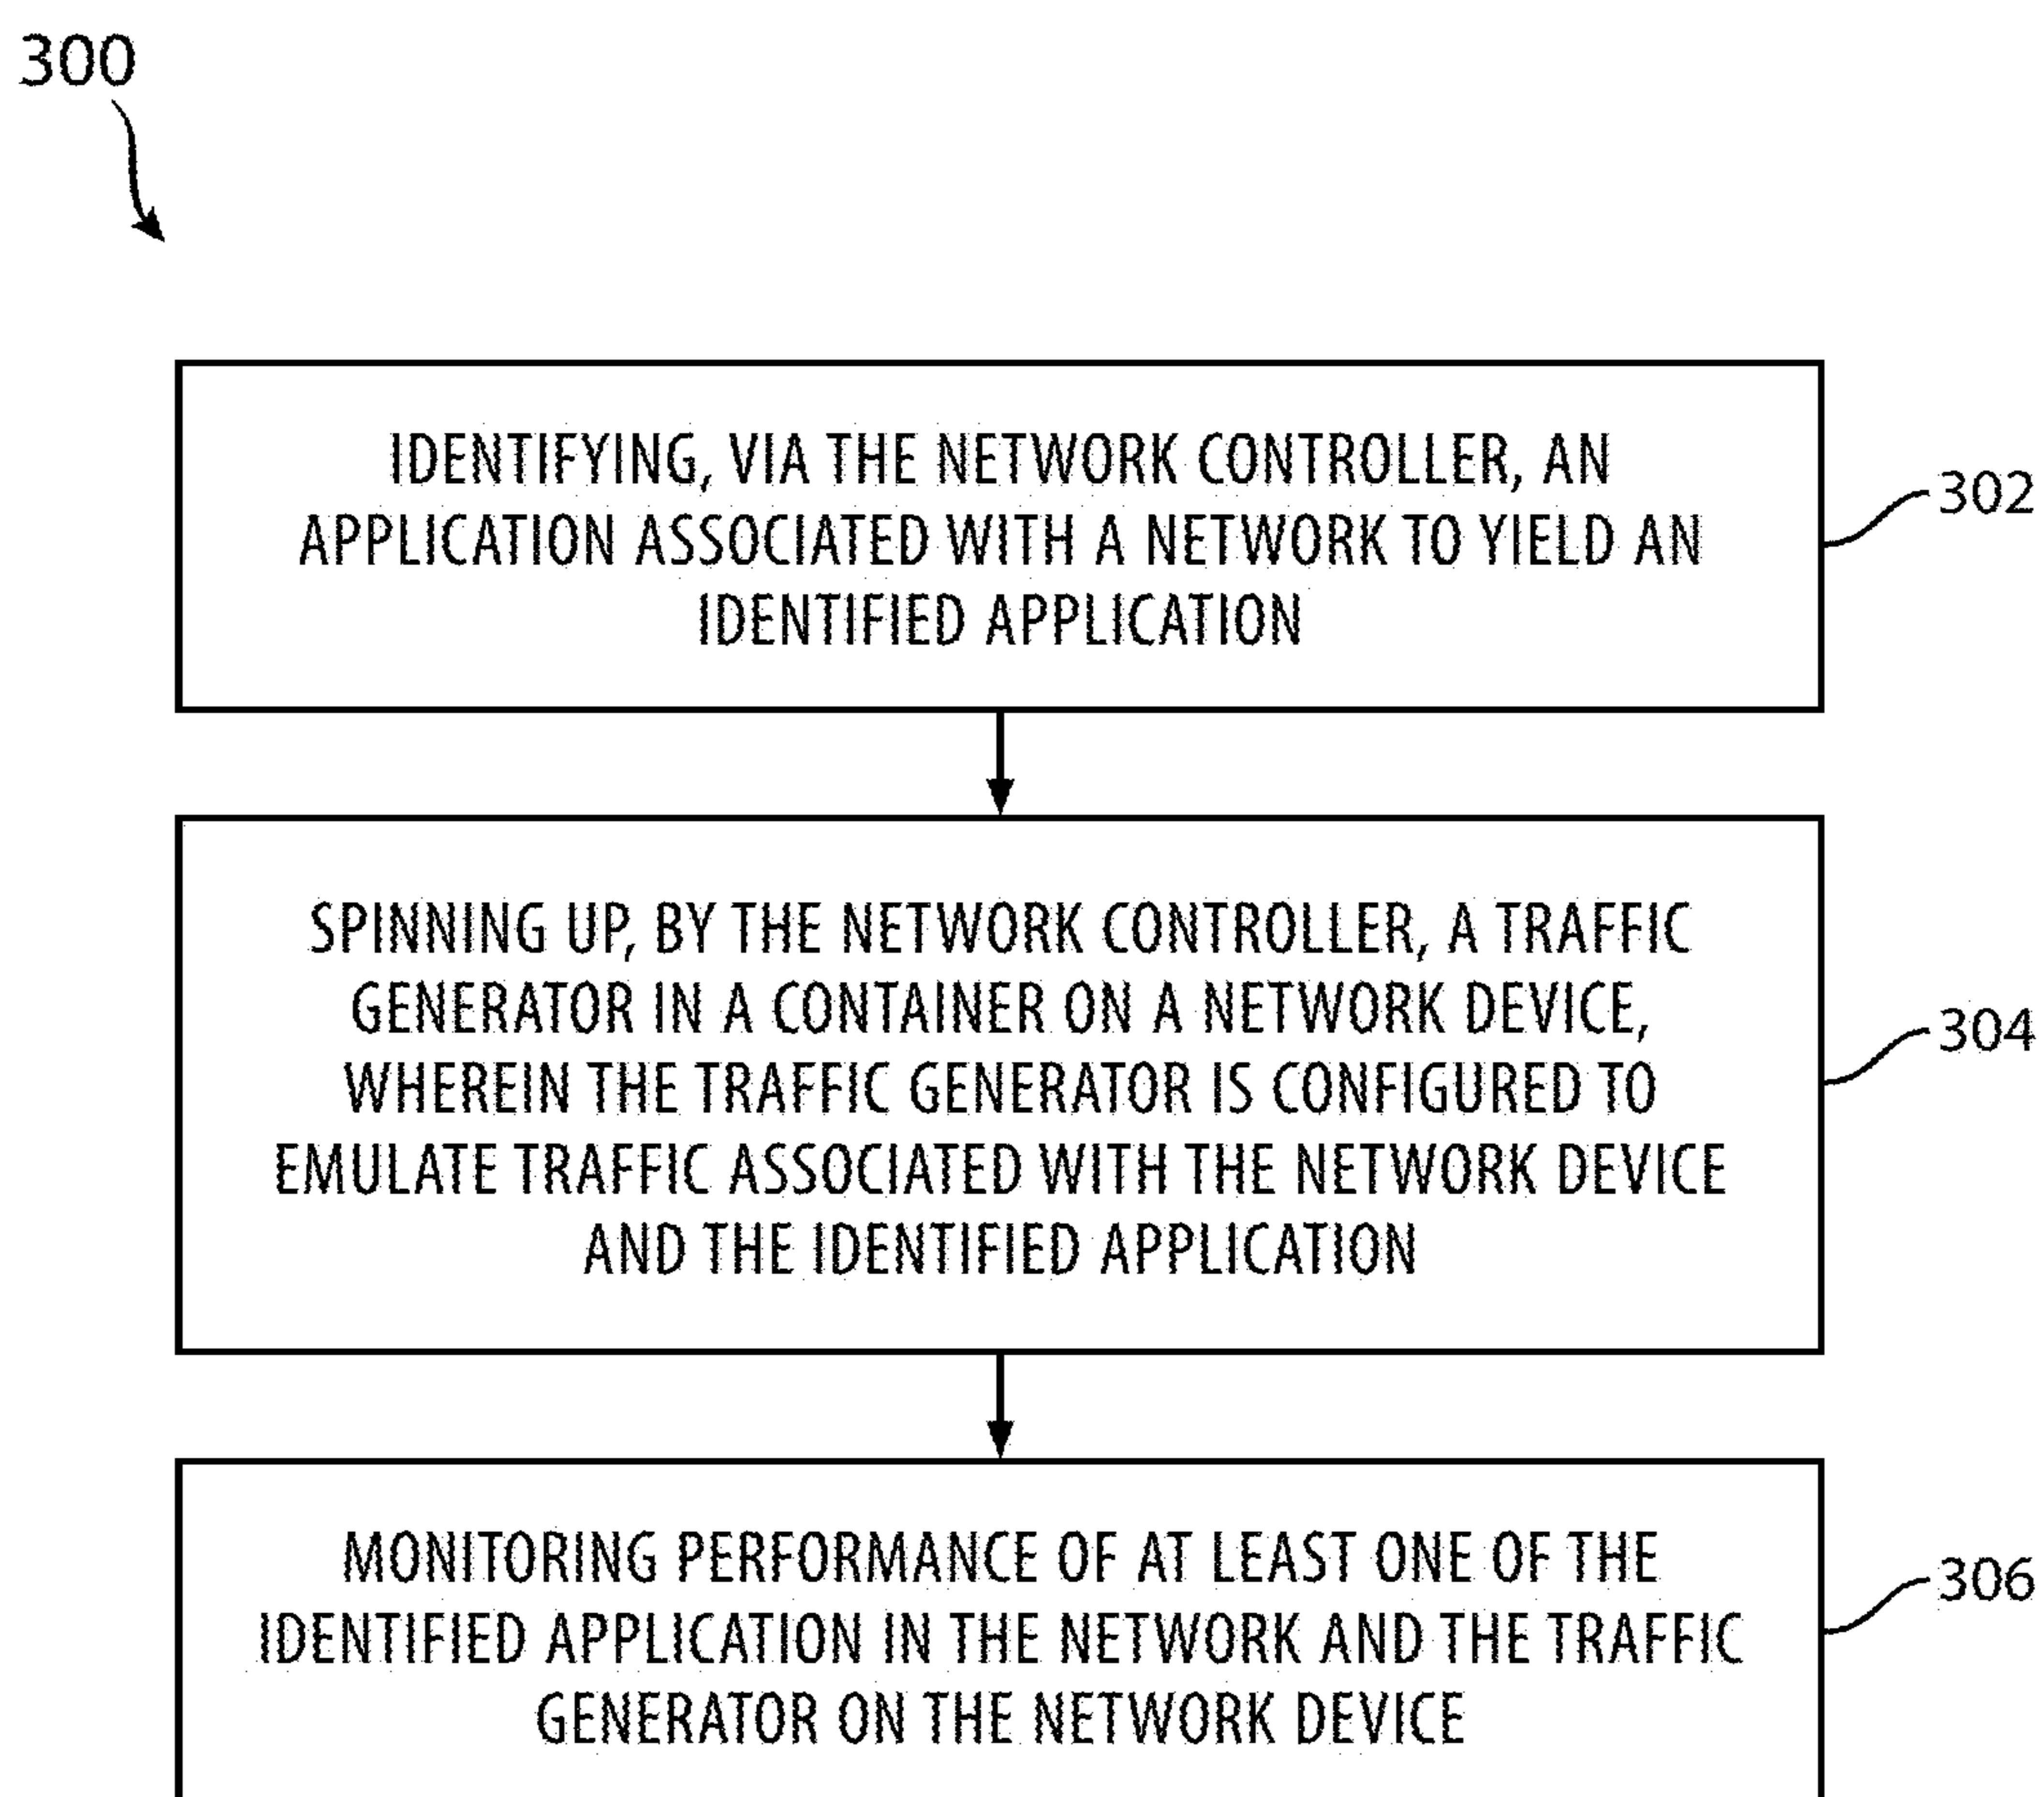 300
IDENTIFYING, VIA THE NETWORK CONTROLLER, AN
APPLICATION ASSOCIATED WITH A NETWORK TO YIELD AN
IDENTIFIED APPLICATION
302
SPINNING UP, BY THE NETWORK CONTROLLER, A TRAFFIC
GENERATOR IN A CONTAINER ON A NETWORK DEVICE,
WHEREIN THE TRAFFIC GENERATOR IS CONFIGURED TO
EMULATE TRAFFIC ASSOCIATED WITH THE NETWORK DEVICE
AND THE IDENTIFIED APPLICATION
304
MONITORING PERFORMANCE OF AT LEAST ONE OF THE
IDENTIFIED APPLICATION IN THE NETWORK AND THE TRAFFIC
GENERATOR ON THE NETWORK DEVICE
306